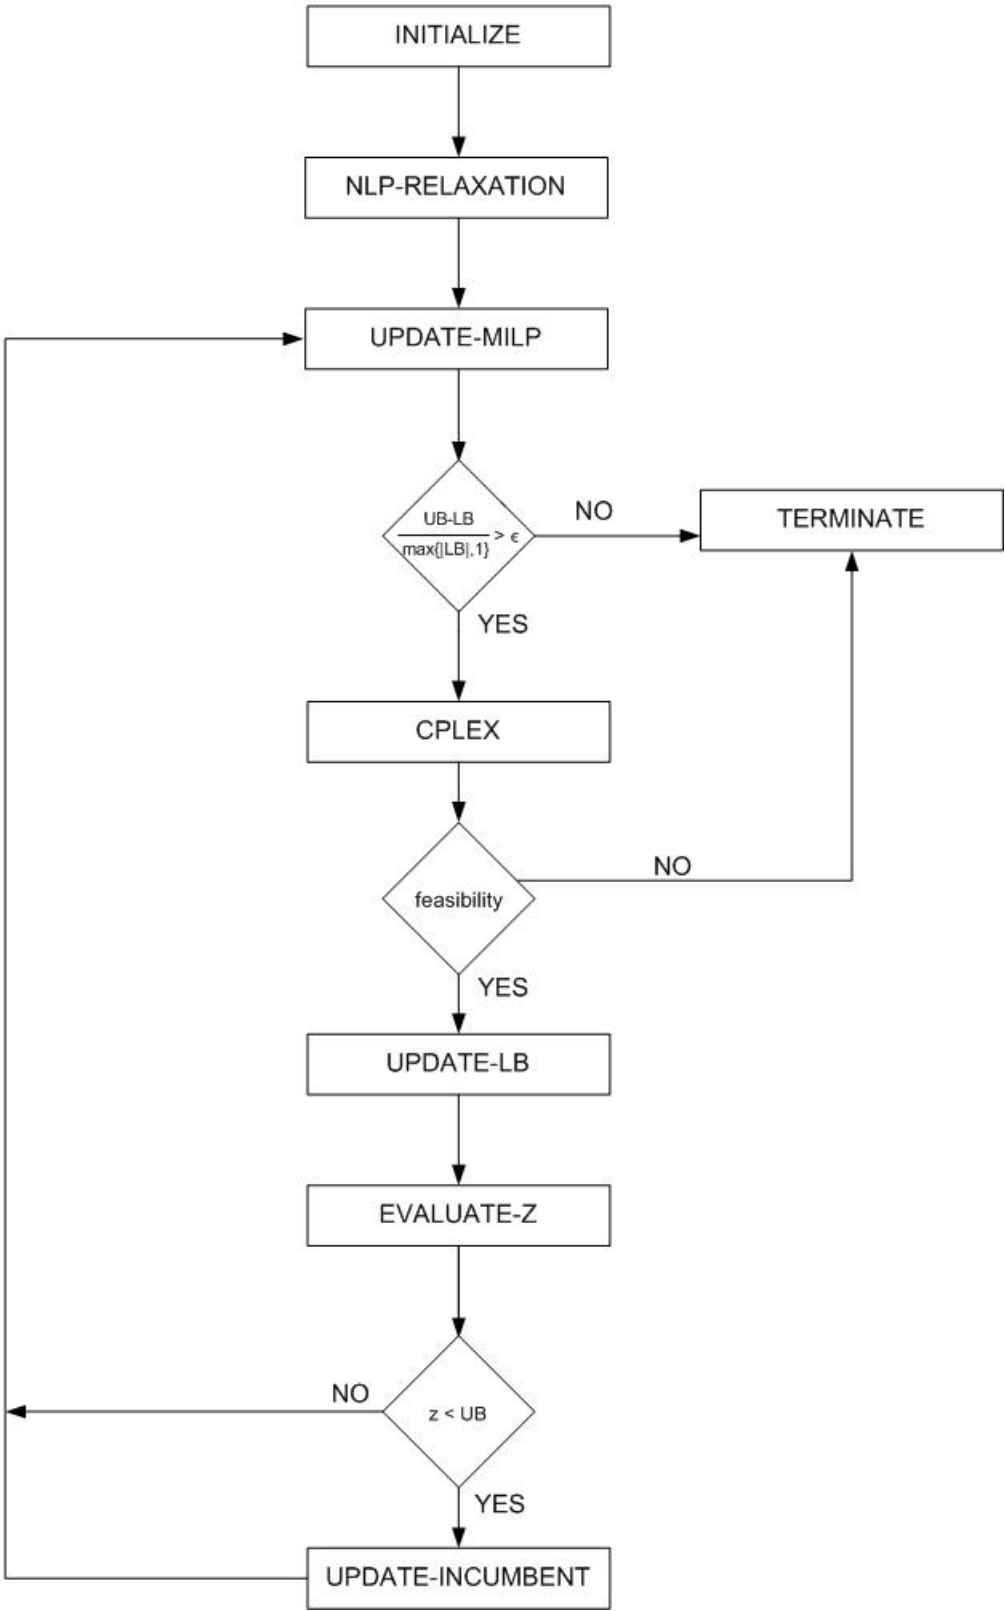 INITIALIZE
NLP-RELAXATION
UPDATE-MILP
UB-LB
max{|LB|,1}
> ϵ
NO
TERMINATE
YES
CPLEX
feasibility
NO
YES
UPDATE-LB
EVALUATE-Z
NO
z < UB
YES
UPDATE-INCUMBENT